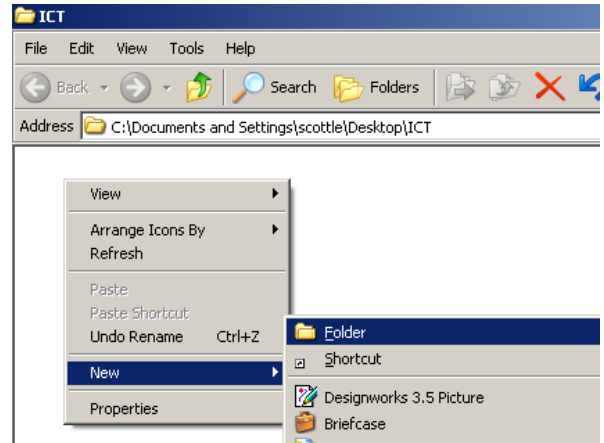 ICT
File Edit View Tools Help
Back Search Folders
Address C:\Documents and Settings\scottle\Desktop\ICT
View
Arrange Icons By
Refresh
Paste
Paste Shortcut
Undo Rename Ctrl+Z
New
Properties
Folder
Shortcut
Designworks 3.5 Picture
Briefcase